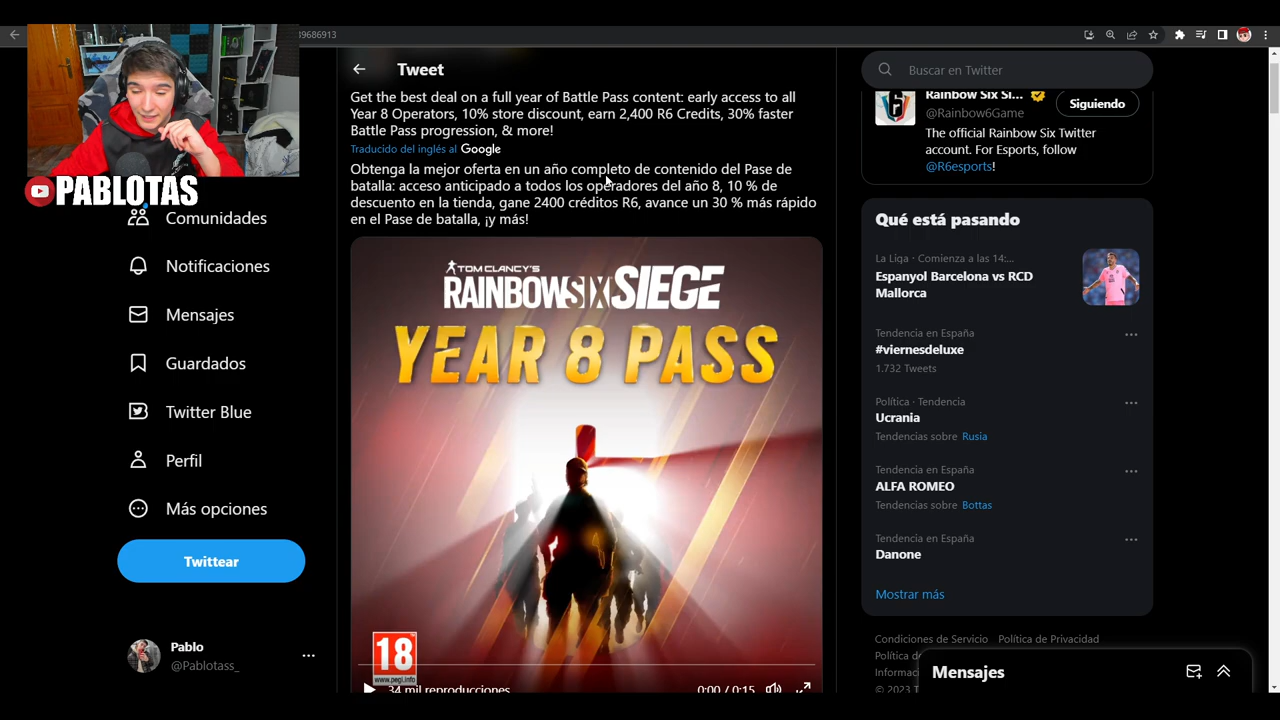 39686913
PABLOTAS
Comunidades
Notificaciones
Mensajes
Guardados
Twitter Blue
Perfil
Más opciones
Twittear
Pablo
@Pablotass_
Tweet
Get the best deal on a full year of Battle Pass content: early access to all
Year 8 Operators, 10% store discount, earn 2,400 R6 Credits, 30% faster
Battle Pass progression, & more!
Traducido del inglés al Google
Obtenga la mejor oferta en un año completo de contenido del Pase de
batalla: acceso anticipado a todos los operadores del año 8, 10 % de
descuento en la tienda, gane 2400 créditos R6, avance un 30 % más rápido
en el Pase de batalla, ¡y más!
TOM CLANCY'S
RAINBOWSIX SIEGE
YEAR 8 PASS
18
www.pegi.info
34 mil reproducciones
0:00 / 0:15
Buscar en Twitter
Rainbow Six Si...
@Rainbow6Game
Siguiendo
The official Rainbow Six Twitter
account. For Esports, follow
@R6esports!
Qué está pasando
La Liga · Comienza a las 14:...
Espanyol Barcelona vs RCD
Mallorca
Tendencia en España
#viernesdeluxe
1.732 Tweets
Política · Tendencia
Ucrania
Tendencias sobre Rusia
Tendencia en España
ALFA ROMEO
Tendencias sobre Bottas
Tendencia en España
Danone
Mostrar más
Condiciones de Servicio Política de Privacidad
Política de
© 2023
Mensajes